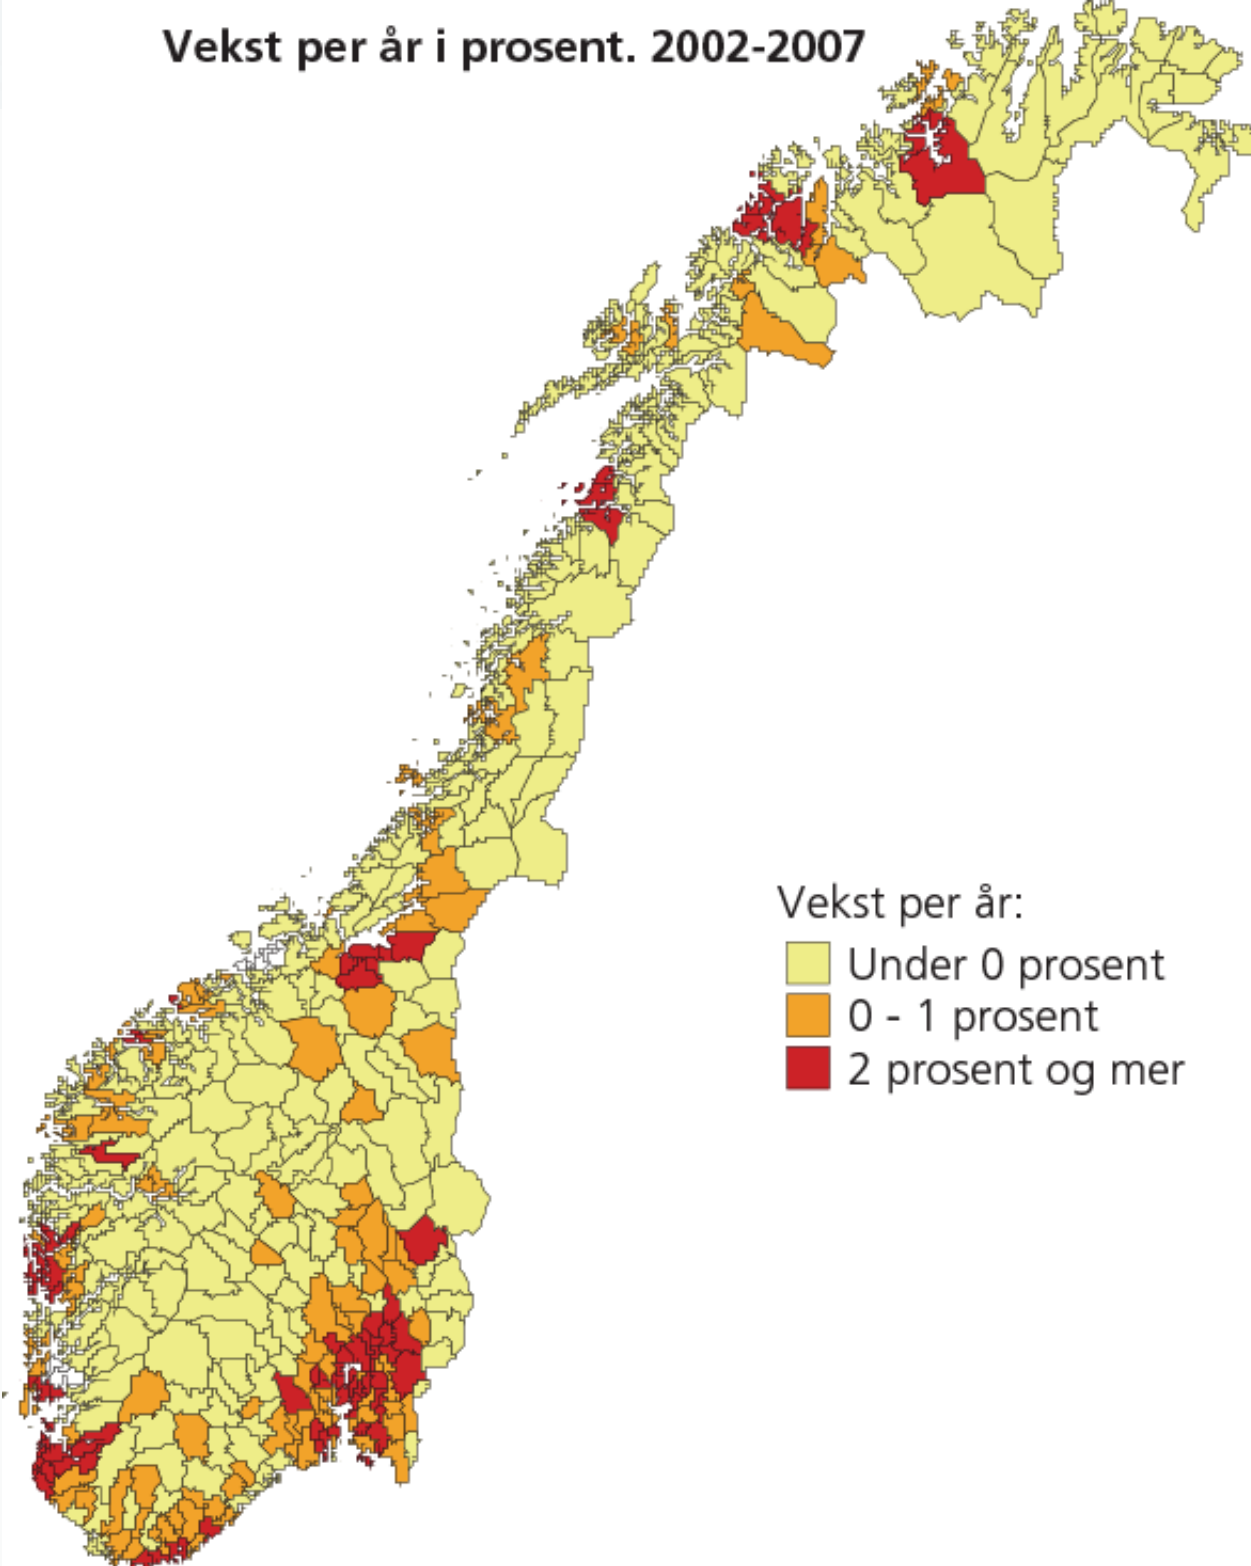 Vekst per år i prosent. 2002-2007
Vekst per år:
Under 0 prosent
0 - 1 prosent
2 prosent og mer